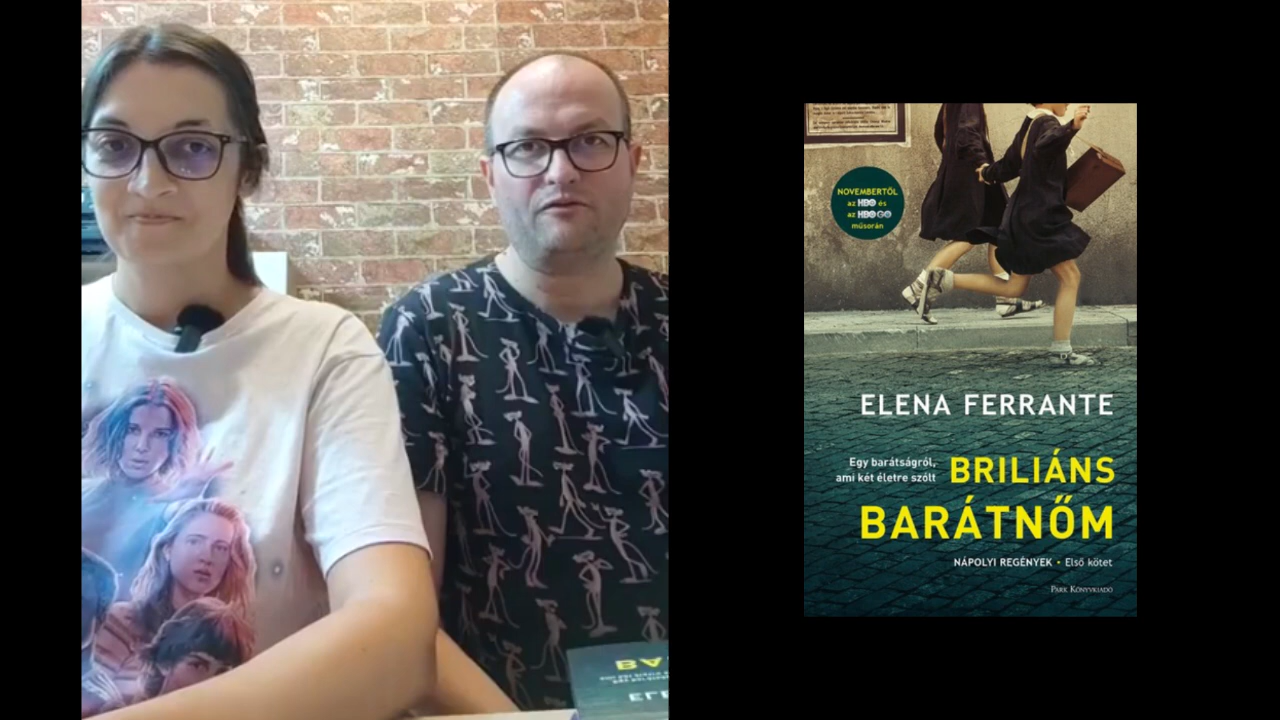 NOVEMBERTŐL
az HBO és
az HBO GO
műsorán
ELENA FERRANTE
Egy barátságról,
ami két életre szólt
BRILIÁNS
BARÁTNŐM
NÁPOLYI REGÉNYEK • Első kötet
PARK KÖNYVKIADÓ